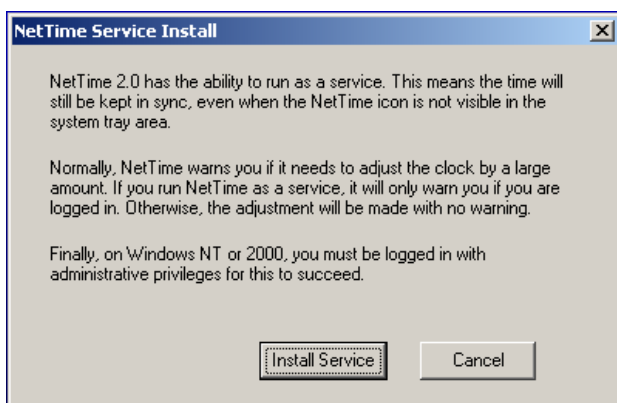 NetTime Service Install
NetTime 2.0 has the ability to run as a service. This means the time will
still be kept in sync, even when the NetTime icon is not visible in the
system tray area.
Normally, NetTime warns you if it needs to adjust the clock by a large
amount. If you run NetTime as a service, it will only warn you if you are
logged in. Otherwise, the adjustment will be made with no warning.
Finally, on Windows NT or 2000, you must be logged in with
administrative privileges for this to succeed.
Install Service
Cancel